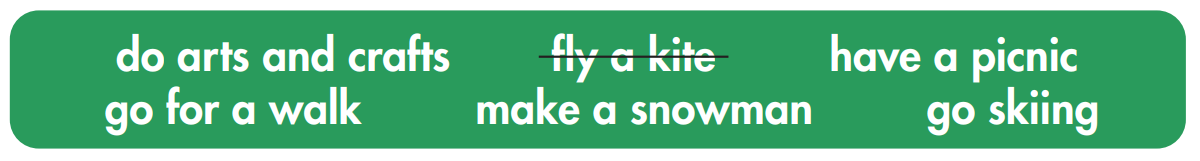 do arts and crafts fly a kite have a picnic
go for a walk make a snowman go skiing